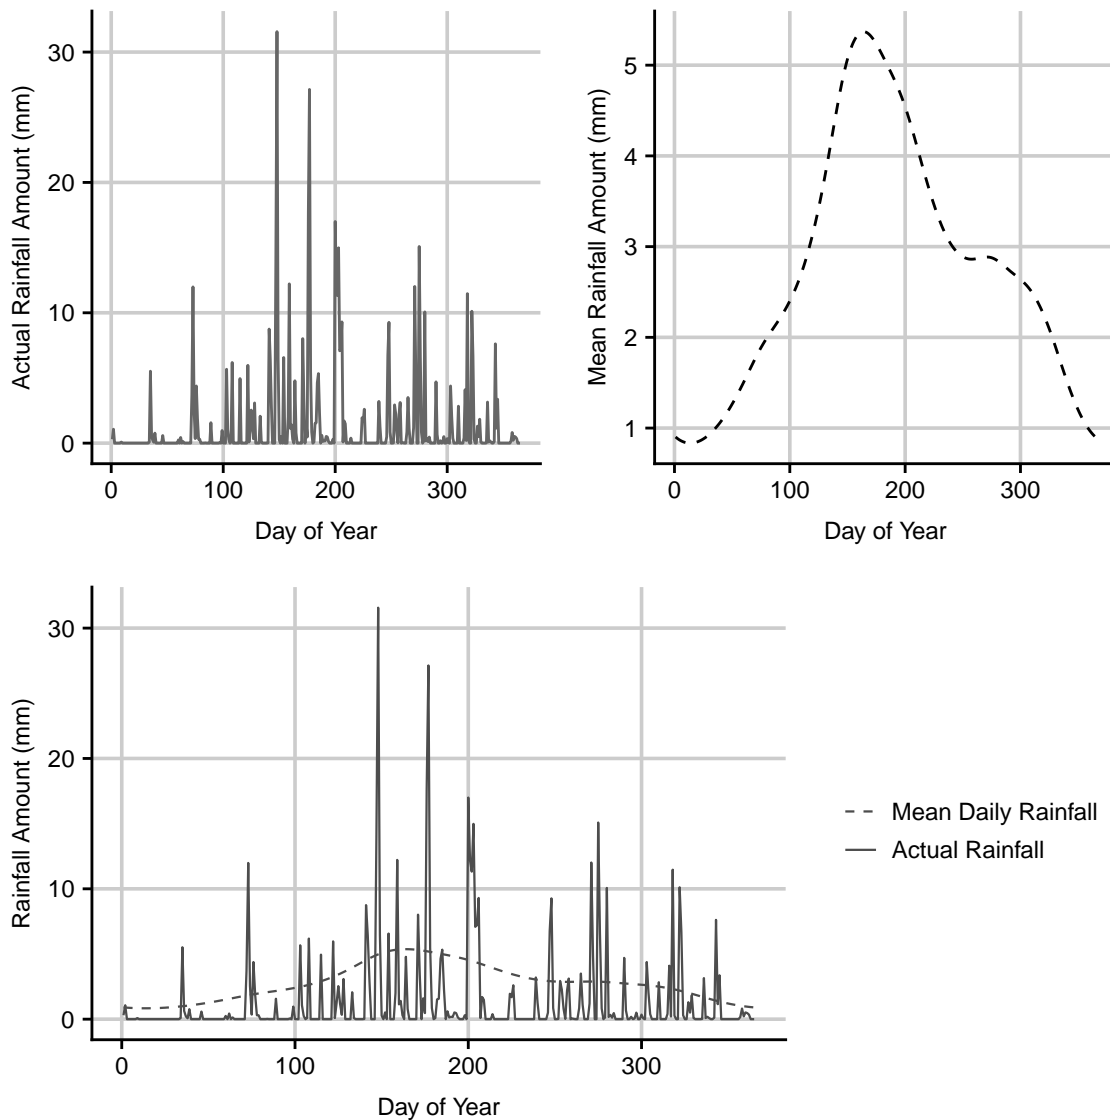 Actual Rainfall Amount (mm)
30
20
10
0
0 100 200 300
Day of Year
Mean Rainfall Amount (mm)
5
4
3
2
1
0 100 200 300
Day of Year
Rainfall Amount (mm)
30
20
10
0
0 100 200 300
Day of Year
Mean Daily Rainfall
Actual Rainfall